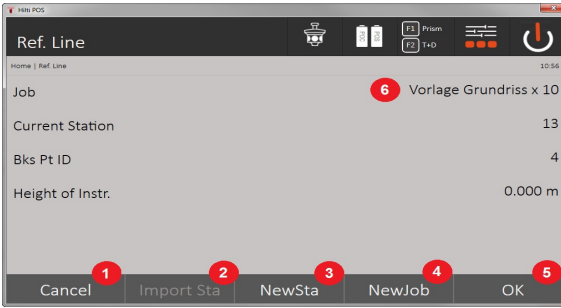 Hilti POS
Ref. Line
POC
POS
F1 Prism
F2 T+D
Home | Ref. Line
10:56
Job
6
Vorlage Grundriss x 10
Current Station
13
Bks Pt ID
4
Height of Instr.
0.000 m
1
2
3
4
5
Cancel
Import Sta
NewSta
NewJob
OK